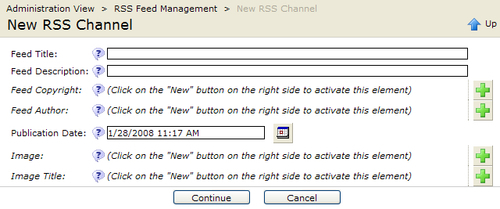 Administration View > RSS Feed Management > New RSS Channel
New RSS Channel
Up
Feed Title:
Feed Description:
Feed Copyright: (Click on the "New" button on the right side to activate this element)
Feed Author: (Click on the "New" button on the right side to activate this element)
Publication Date: 1/28/2008 11:17 AM
Image: (Click on the "New" button on the right side to activate this element)
Image Title: (Click on the "New" button on the right side to activate this element)
Continue Cancel